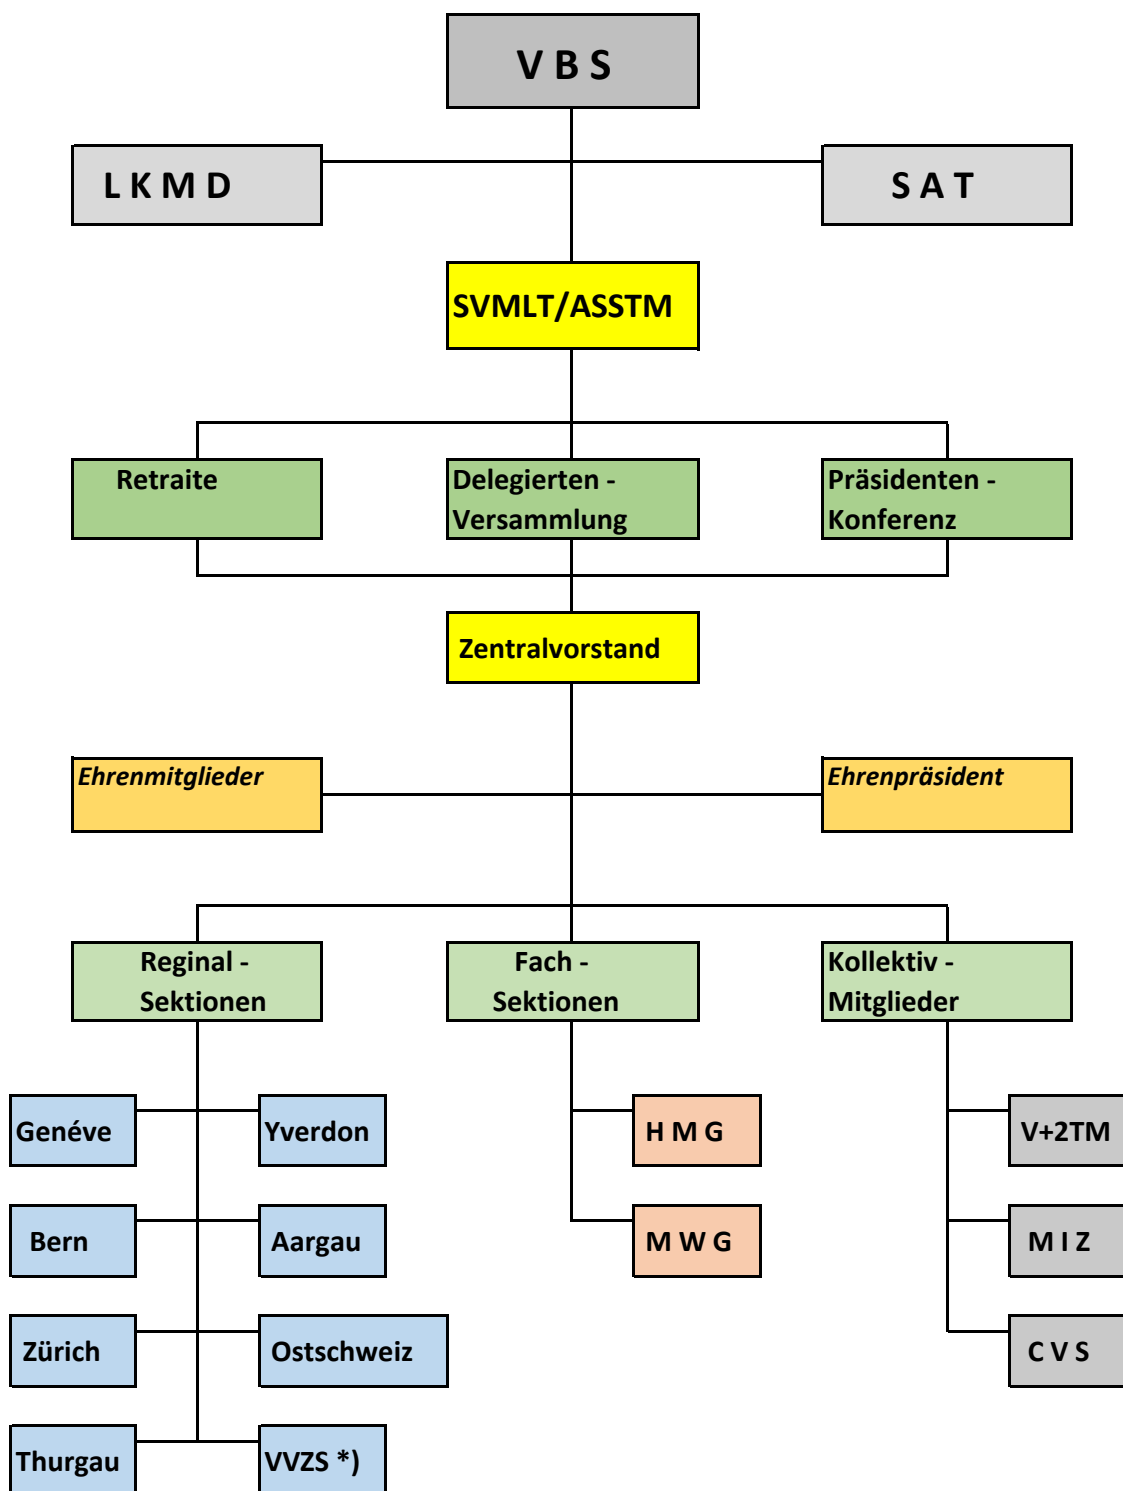 V B S
L K M D
S A T
SVMLT/ASSTM
Retraite
Delegierten -
Versammlung
Präsidenten -
Konferenz
Zentralvorstand
Ehrenmitglieder
Ehrenpräsident
Reginal -
Sektionen
Fach -
Sektionen
Kollektiv -
Mitglieder
Genéve
Yverdon
H M G
V+2TM
Bern
Aargau
M W G
M I Z
Zürich
Ostschweiz
C V S
Thurgau
VVZS *)